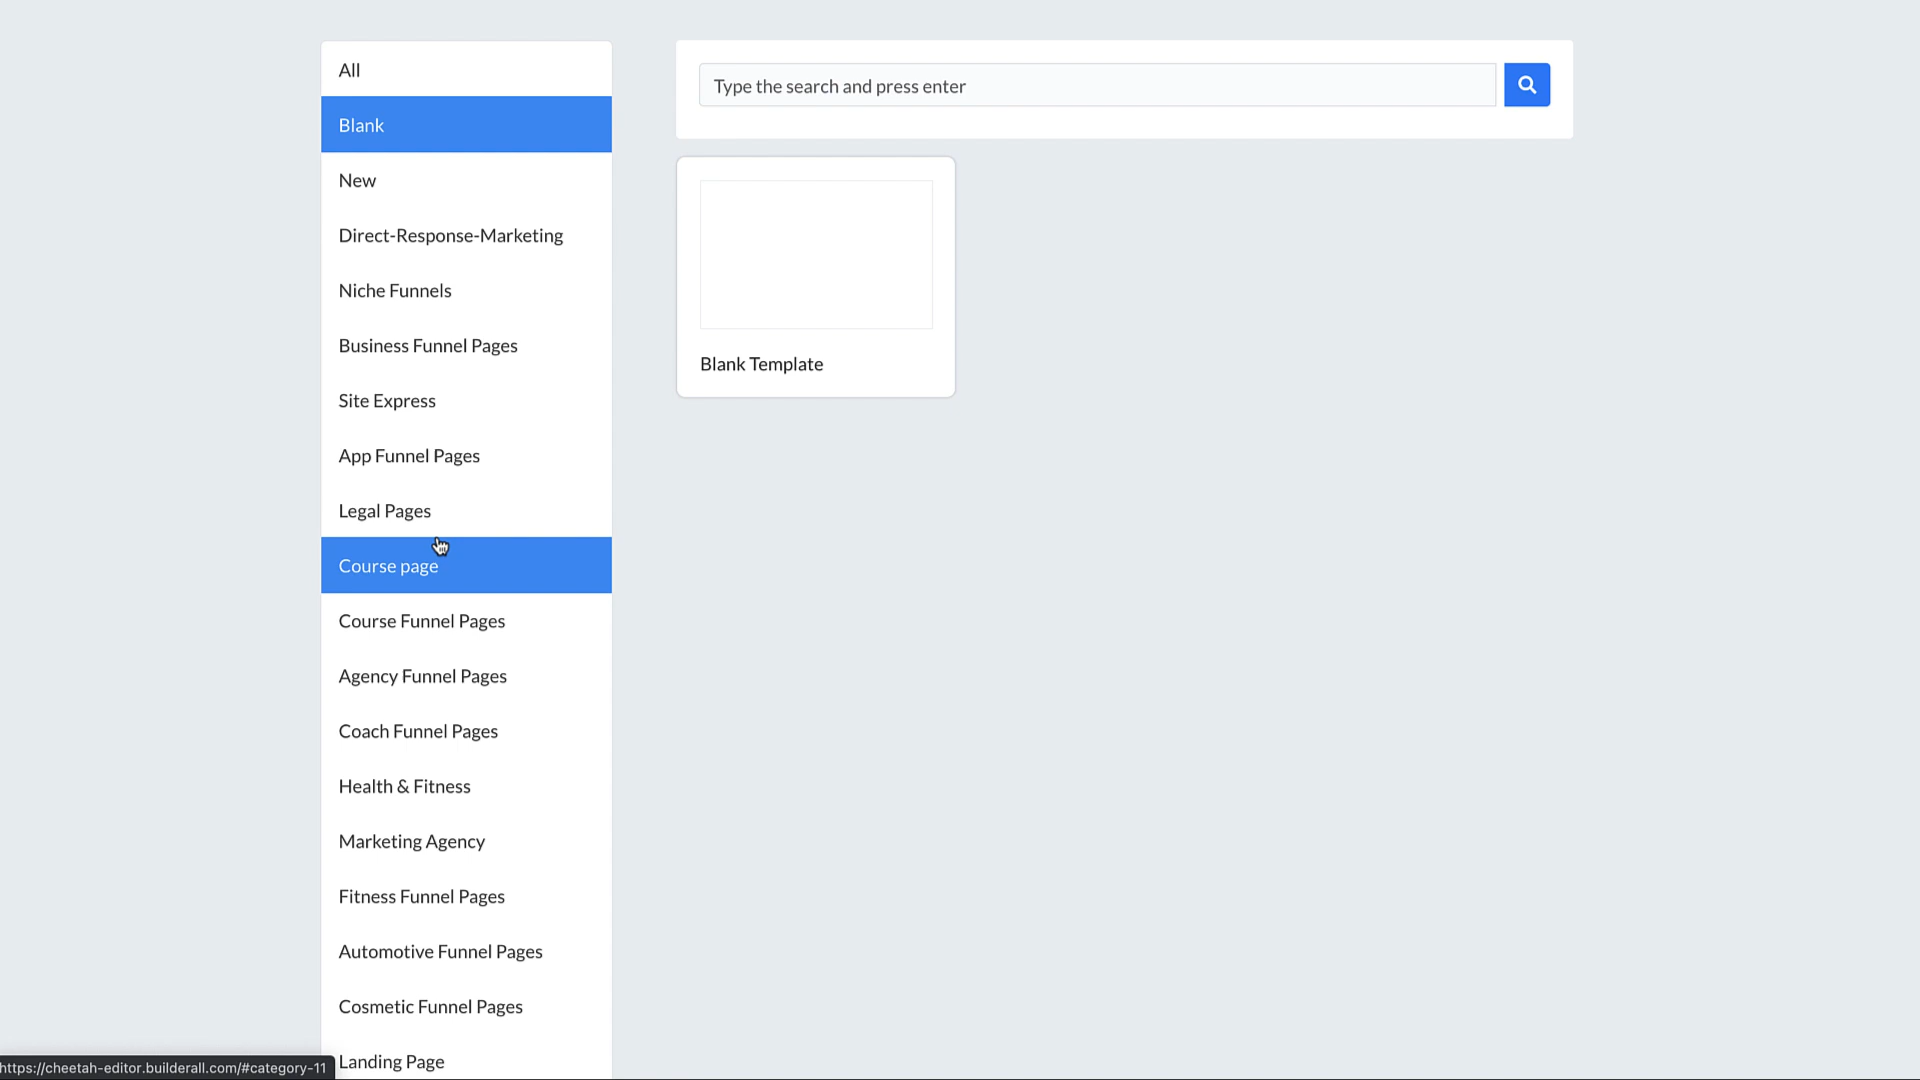 All
Blank
New
Direct-Response-Marketing
Niche Funnels
Business Funnel Pages
Site Express
App Funnel Pages
Legal Pages
Course page
Course Funnel Pages
Agency Funnel Pages
Coach Funnel Pages
Health & Fitness
Marketing Agency
Fitness Funnel Pages
Automotive Funnel Pages
Cosmetic Funnel Pages
Landing Page
Type the search and press enter
Blank Template
https://cheetah-editor.builderall.com/#category-11